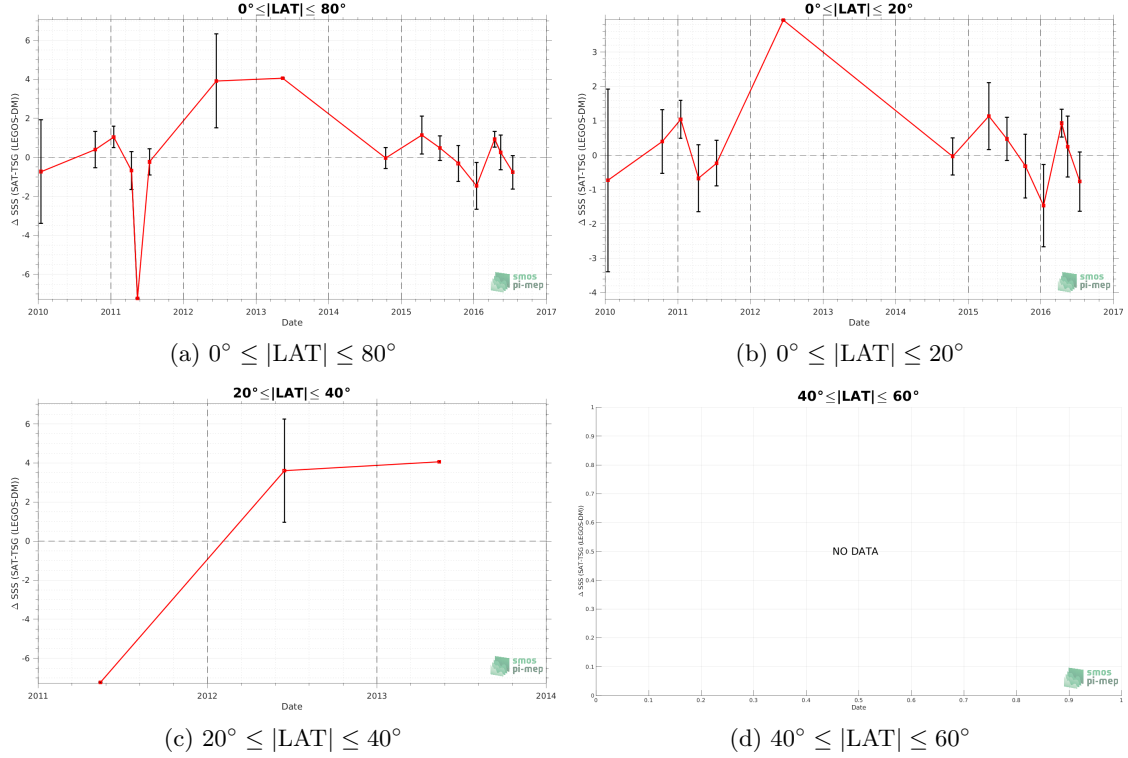 0°≤|LAT|≤ 80°
Δ SSS (SAT-TSG (LEGOS-DM))
6
4
2
0
-2
-4
-6
2010 2011 2012 2013 2014 2015 2016 2017
Date
smos
pi-mep
(a) 0° ≤ |LAT| ≤ 80°
0°≤|LAT|≤ 20°
Δ SSS (SAT-TSG (LEGOS-DM))
3
2
1
0
-1
-2
-3
-4
2010 2011 2012 2013 2014 2015 2016 2017
Date
smos
pi-mep
(b) 0° ≤ |LAT| ≤ 20°
20°≤|LAT|≤ 40°
Δ SSS (SAT-TSG (LEGOS-DM))
6
4
2
0
-2
-4
-6
2011 2012 2013 2014
Date
smos
pi-mep
(c) 20° ≤ |LAT| ≤ 40°
40°≤|LAT|≤ 60°
Δ SSS (SAT-TSG (LEGOS-DM))
1
0.9
0.8
0.7
0.6
0.5
0.4
0.3
0.2
0.1
0
NO DATA
0 0.1 0.2 0.3 0.4 0.5 0.6 0.7 0.8 0.9 1
Date
smos
pi-mep
(d) 40° ≤ |LAT| ≤ 60°